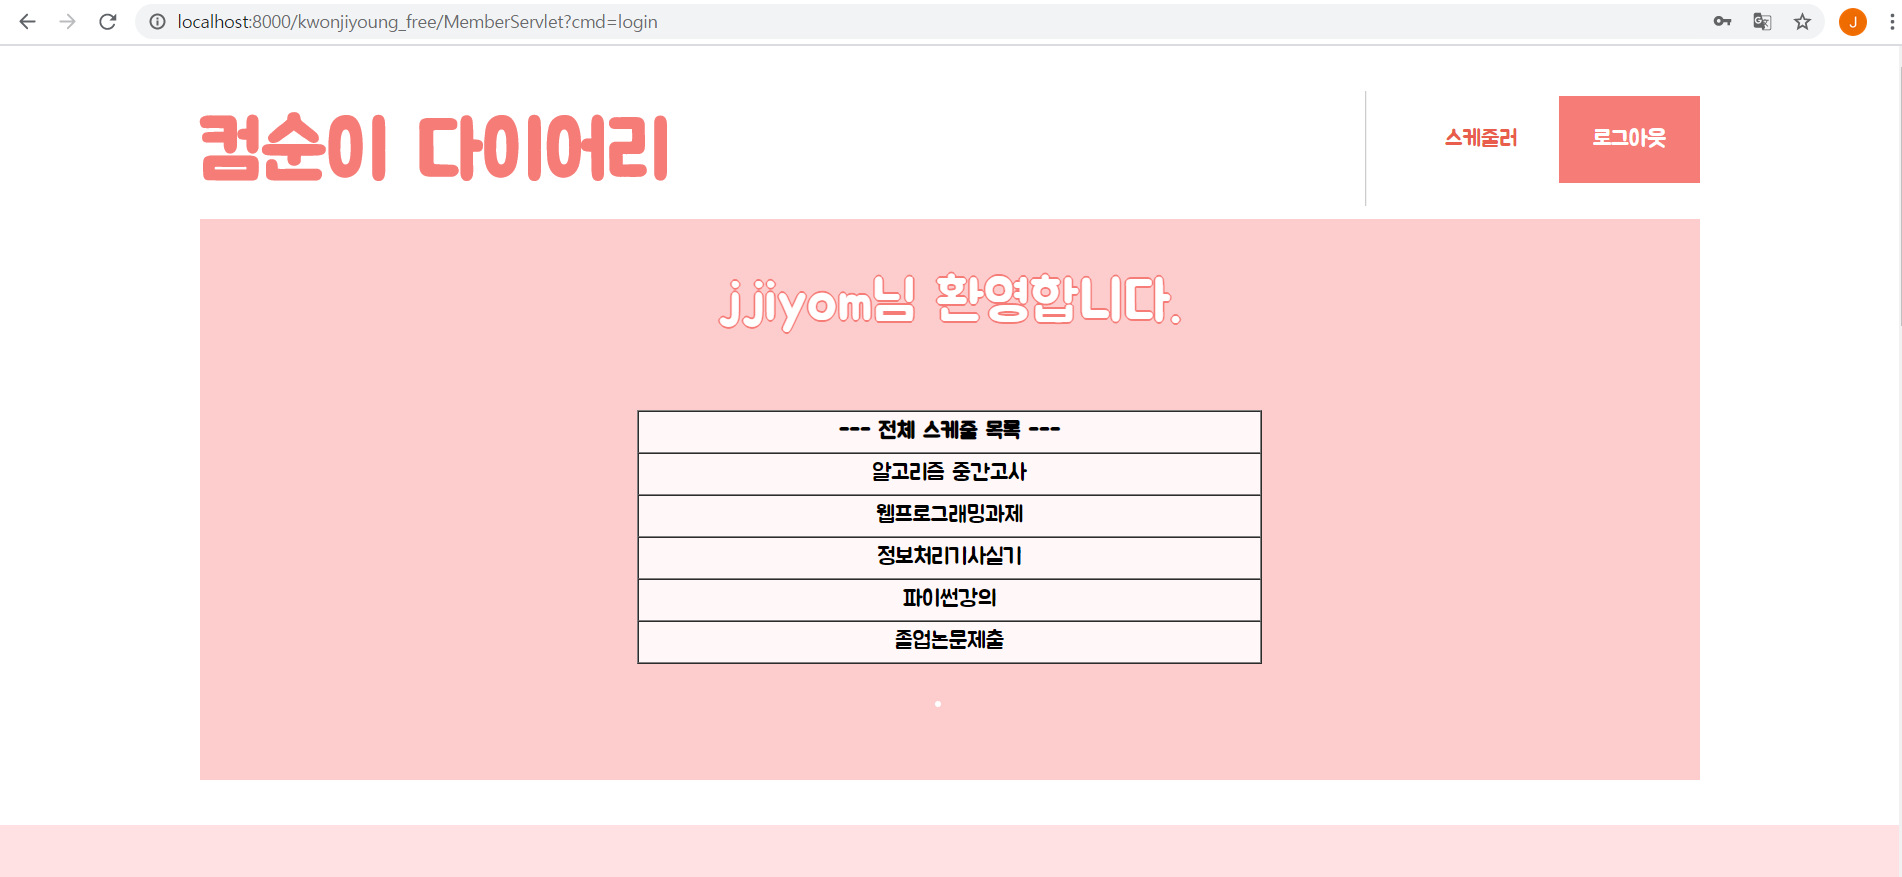 localhost:8000/kwonjiyoung_free/MemberServlet?cmd=login
J
컴순이 다이어리
스케줄러
로그아웃
jjiyom님 환영합니다.
--- 전체 스케줄 목록 ---
알고리즘 중간고사
웹프로그래밍과제
정보처리기사실기
파이썬강의
졸업논문제출